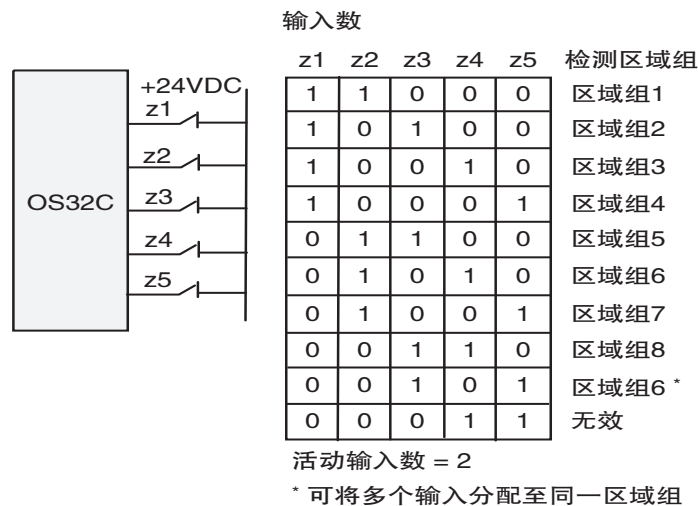 输入数
z1 z2 z3 z4 z5 检测区域组
+24VDC
z1
z2
z3
z4
z5
OS32C
1 1 0 0 0 区域组1
1 0 1 0 0 区域组2
1 0 0 1 0 区域组3
1 0 0 0 1 区域组4
0 1 1 0 0 区域组5
0 1 0 1 0 区域组6
0 1 0 0 1 区域组7
0 0 1 1 0 区域组8
0 0 1 0 1 区域组6 *
0 0 0 1 1 无效
活动输入数 = 2
* 可将多个输入分配至同一区域组